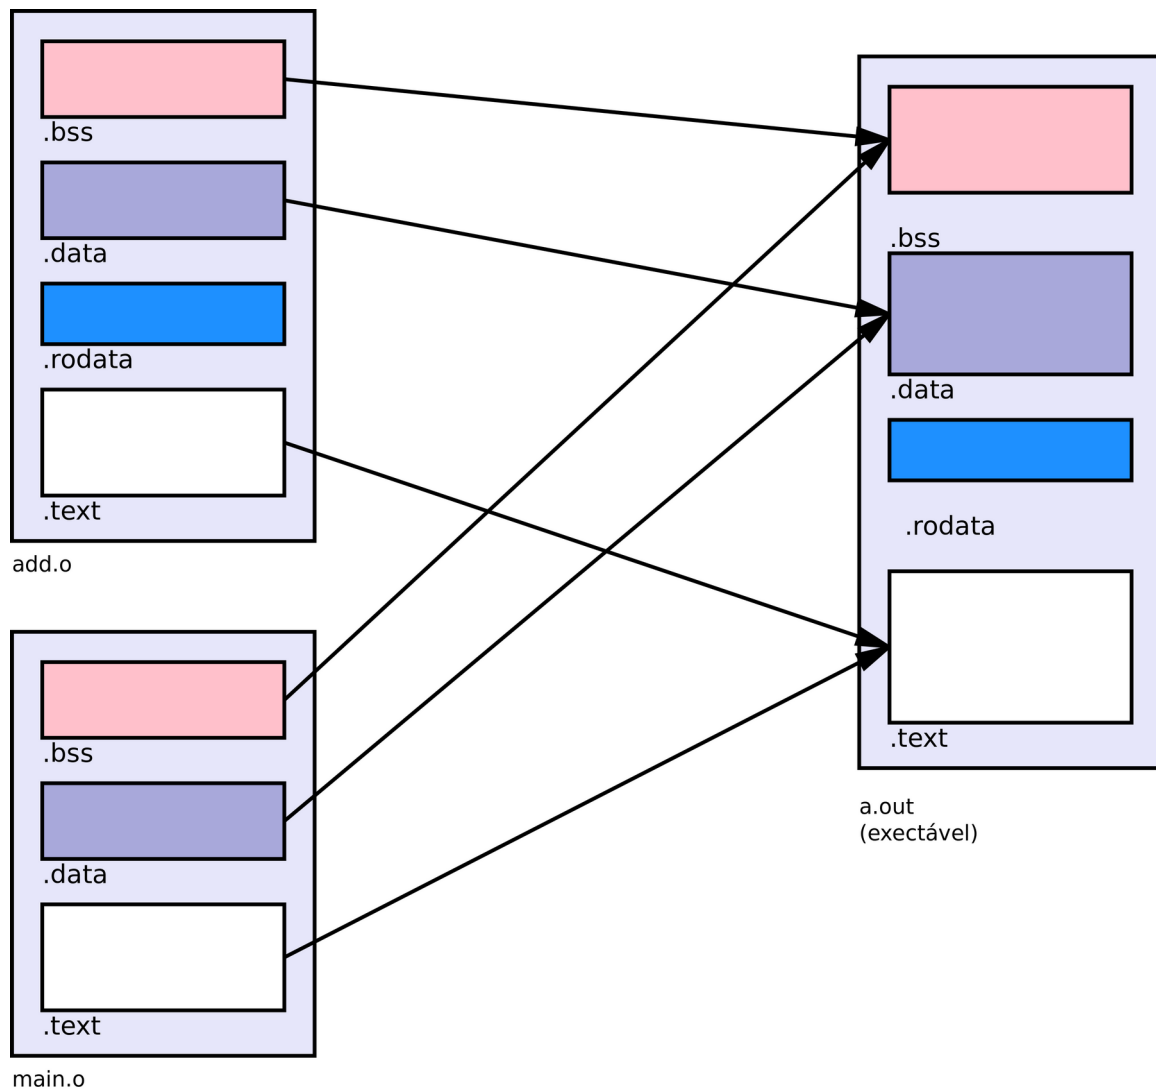 .bss
.data
.rodata
.text
add.o
.bss
.data
.text
main.o
.bss
.data
.rodata
.text
a.out
(exectável)